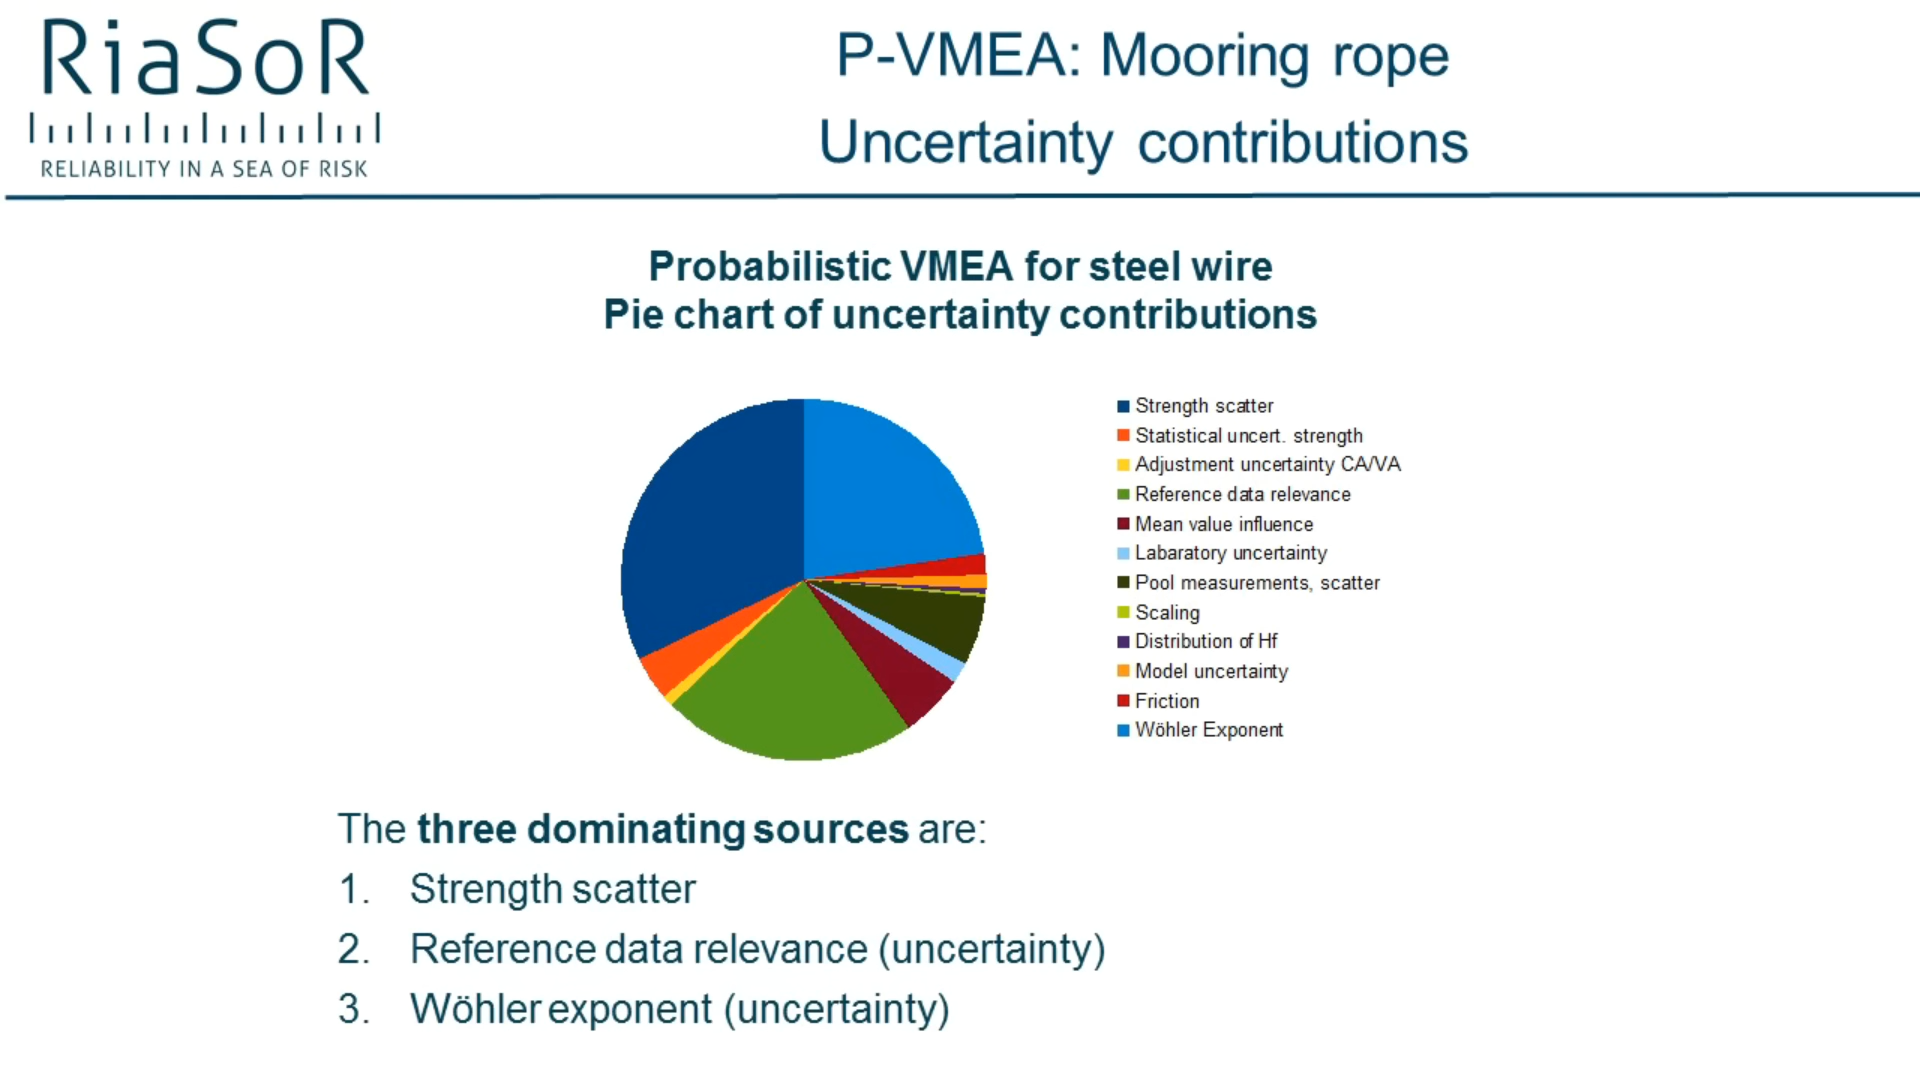 RiaSoR
RELIABILITY IN A SEA OF RISK
P-VMEA: Mooring rope
Uncertainty contributions
Probabilistic VMEA for steel wire
Pie chart of uncertainty contributions
Strength scatter
Statistical uncert. strength
Adjustment uncertainty CA/VA
Reference data relevance
Mean value influence
Labaratory uncertainty
Pool measurements, scatter
Scaling
Distribution of Hf
Model uncertainty
Friction
Wöhler Exponent
The three dominating sources are:
1. Strength scatter
2. Reference data relevance (uncertainty)
3. Wöhler exponent (uncertainty)